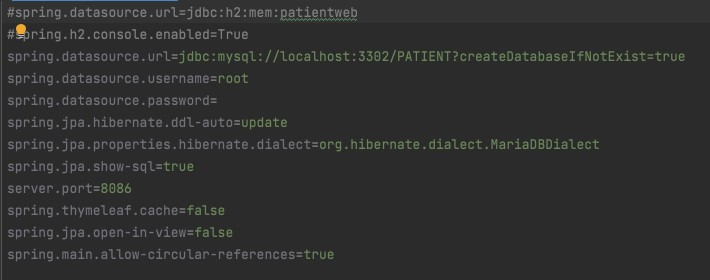 #spring.datasource.url=jdbc:h2:mem:patientweb
#spring.h2.console.enabled=True
spring.datasource.url=jdbc:mysql://localhost:3302/PATIENT?createDatabaseIfNotExist=true
spring.datasource.username=root
spring.datasource.password=
spring.jpa.hibernate.ddl-auto=update
spring.jpa.properties.hibernate.dialect=org.hibernate.dialect.MariaDBDialect
spring.jpa.show-sql=true
server.port=8086
spring.thymeleaf.cache=false
spring.jpa.open-in-view=false
spring.main.allow-circular-references=true